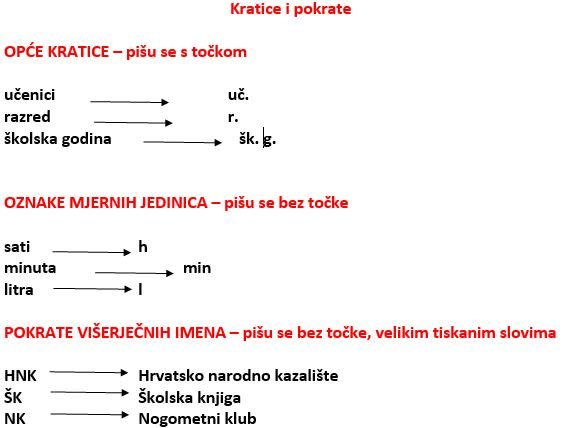 Kratice i pokrate
OPĆE KRATICE – pišu se s točkom
učenici uč.
razred r.
školska godina šk. g.
OZNAKE MJERNIH JEDINICA – pišu se bez točke
sati h
minuta min
litra l
POKRATE VIŠERJEČNIH IMENA – pišu se bez točke, velikim tiskanim slovima
HNK Hrvatsko narodno kazalište
ŠK Školska knjiga
NK Nogometni klub